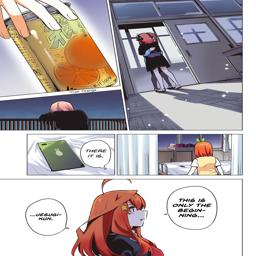 THERE
IT IS.
THIS IS
ONLY THE
BEGIN-
NING...
...UESUGI-
KUN.